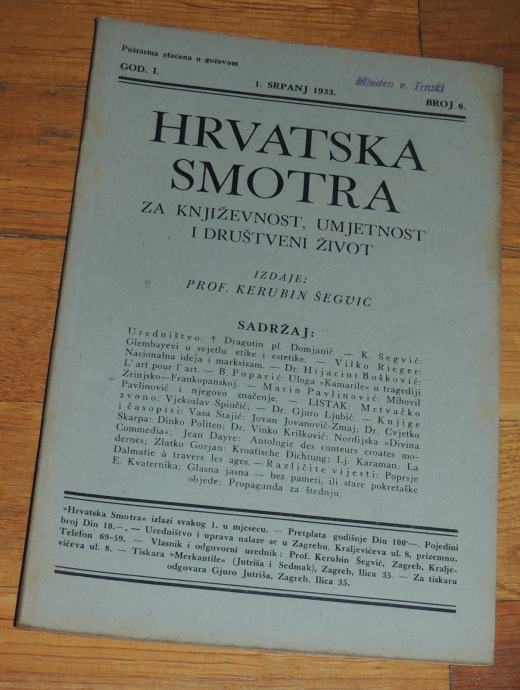 Poštarina plaćena u gotovom
GOD. I.
1. SRPANJ 1933.
Mladen v. Trnski
BROJ 6.
HRVATSKA
SMOTRA
ZA KNJIŽEVNOST, UMJETNOST
I DRUŠTVENI ŽIVOT
IZDAJE:
PROF. KERUBIN ŠEGVIC
SADRŽAJ:
Uredništvo: † Dragutin pl. Domjanić. — K. Šegvić:
Glembayevi u svjetlu etike i estetike. — Vilko Rieger:
Nacionalna ideja i marksizam. — Dr. Hijacint Bošković:
L'art pour l'art. — B. Poparić: Uloga »Kamarile« u tragediji
Zrinjsko—Frankopanskoj. — Marin Pavlinović: Mihovil
Pavlinović i njegovo značenje. — LISTAK: Mrtvačko
zvono: Vjekoslav Spinčić; — Dr. Gjuro Ljubić. — Knjige
i časopisi: Vasa Stajić: Jovan Jovanović-Zmaj; Dr. Cvjetko
Skarpa: Dinko Politeo; Dr. Vinko Krišković: Nordijska »Divina
Commedia«; Jean Dayre: Antologie des conteurs croates mo-
dernes; Zlatko Gorjan: Kroatische Dichtung; Lj. Karaman: La
Dalmatie à travers les ages. — Različite vijesti: Poprsje
E. Kvaternika; Glasna jasna — bez pameti, ili stare pokretaške
objede; Propaganda za štednju.
»Hrvatska Smotra« izlazi svakog 1. u mjesecu. — Pretplata godišnje Din 100'—. Pojedini
broj Din 10.—, — Uredništvo i uprava nalaze se u Zagrebu. Kraljevićeva ul. 8, prizemno.
Telefon 69-59. — Vlasnik i odgovorni urednik: Prof. Kerubin Šegvić, Zagreb, Kralje-
vićeva ul. 8. — Tiskara »Merkantile« (Jutriša i Sedmak), Zagreb, Ilica 35. — Za tiskaru
odgovara Gjuro Jutriša, Zagreb, Ilica 35.